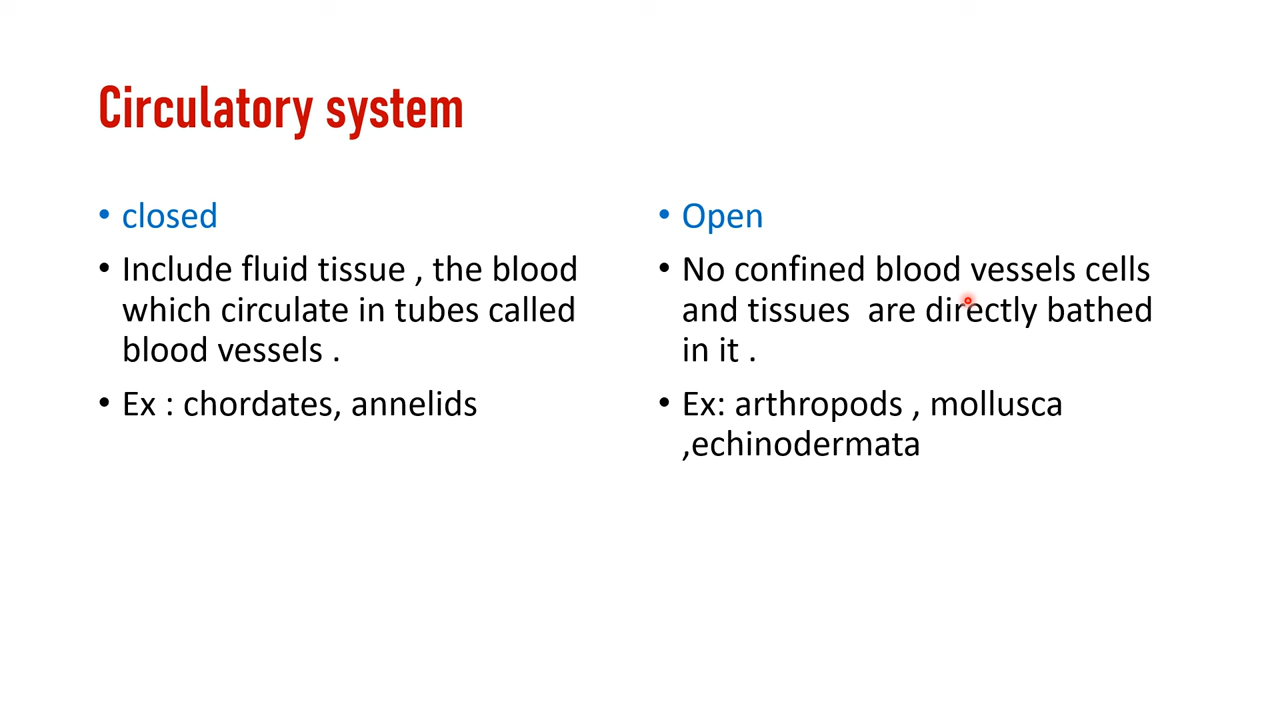 Circulatory system
• closed
• Include fluid tissue , the blood
which circulate in tubes called
blood vessels .
• Ex : chordates, annelids
• Open
• No confined blood vessels cells
and tissues  are directly bathed
in it .
• Ex: arthropods , mollusca
,echinodermata